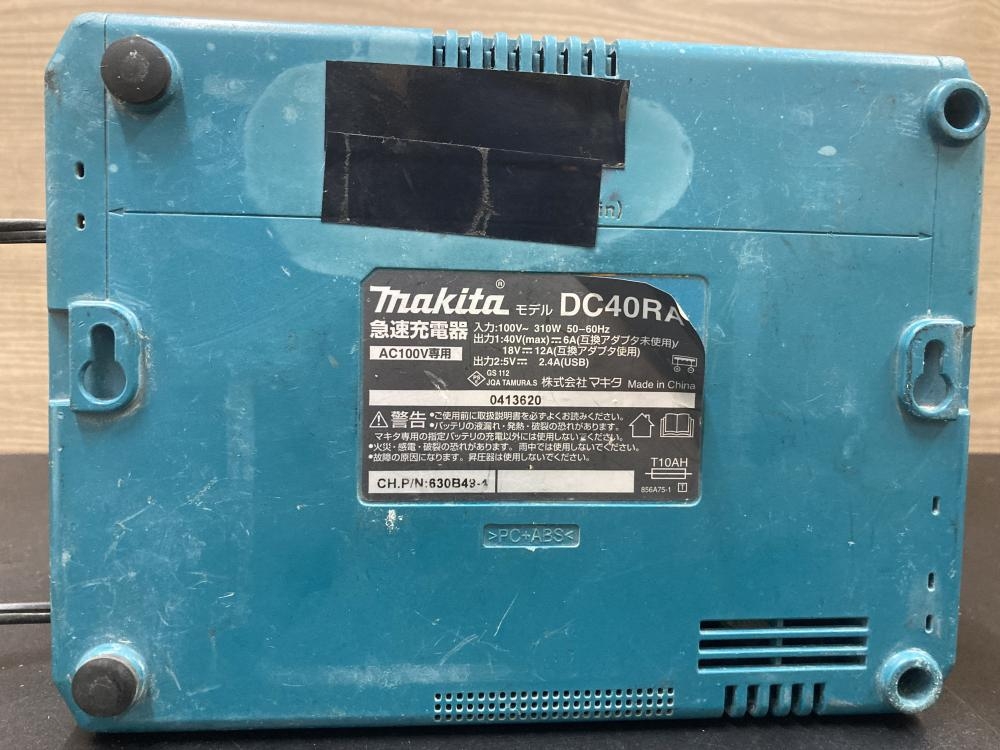 in)
makita® モデル DC40RA
急速充電器 入力:100V~ 310W 50-60Hz
出力1:40V(max)⎓6A(互換アダプタ未使用)/
AC100V専用 18V⎓12A(互換アダプタ使用)
出力2:5V⎓ 2.4A(USB)
PS E GS 112
JQA TAMURA.S 株式会社マキタ Made in China
0413620
⚠警告 •ご使用前に取扱説明書を必ずよくお読みください。
•バッテリの液漏れ・発熱・破裂の恐れがあります。
マキタ専用の指定バッテリの充電以外には使用しないでください。
•火災・感電・破裂の恐れがあります。雨中では使用しないでください。
•故障の原因になります。昇圧器は使用しないでください。
T10AH
CH.P/N:630B49-4
856A75-1 T
>PC+ABS<